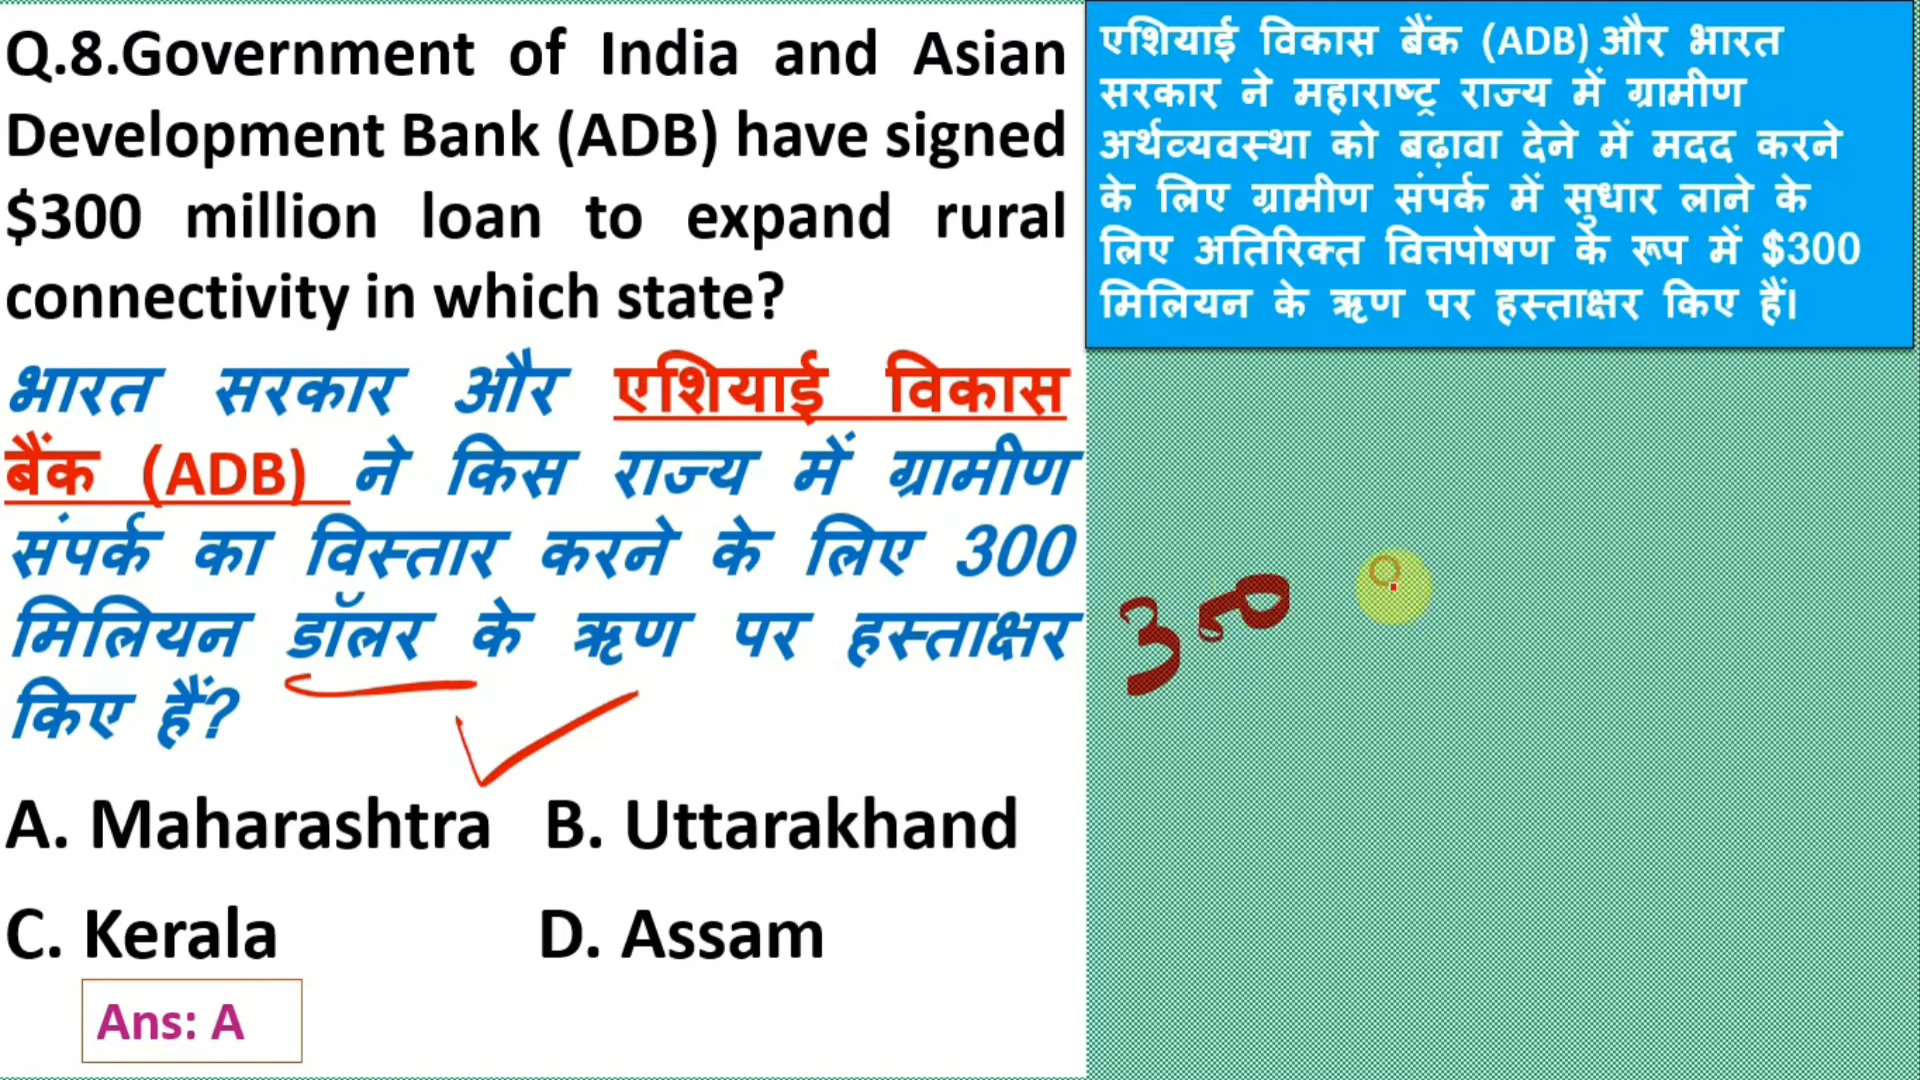 Q.8.Government of India and Asian
Development Bank (ADB) have signed
$300 million loan to expand rural
connectivity in which state?
भारत सरकार और एशियाई विकास
बैंक (ADB) ने किस राज्य में ग्रामीण
संपर्क का विस्तार करने के लिए 300
मिलियन डॉलर के ऋण पर हस्ताक्षर
किए हैं?
A. Maharashtra B. Uttarakhand
C. Kerala D. Assam
Ans: A
एशियाई विकास बैंक (ADB) और भारत
सरकार ने महाराष्ट्र राज्य में ग्रामीण
अर्थव्यवस्था को बढ़ावा देने में मदद करने
के लिए ग्रामीण संपर्क में सुधार लाने के
लिए अतिरिक्त वित्तपोषण के रूप में $300
मिलियन के ऋण पर हस्ताक्षर किए हैं।
300